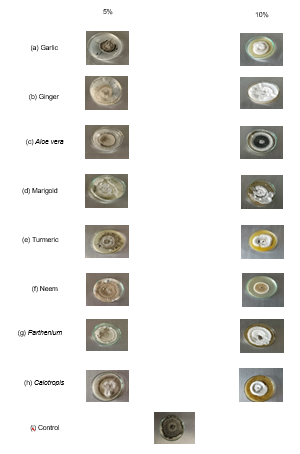 5% 10%
(a) Garlic
(b) Ginger
(c) Aloe vera
(d) Marigold
(e) Turmeric
(f) Neem
(g) Parthenium
(h) Calotropis
(i) Control